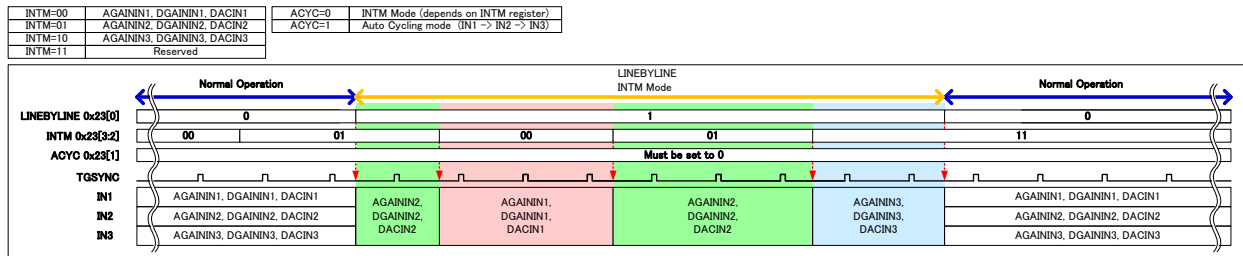 INTM=00 AGAININ1, DGAININ1, DACIN1 ACYC=0 INTM Mode (depends on INTM register)
INTM=01 AGAININ2, DGAININ2, DACIN2 ACYC=1 Auto Cycling mode (IN1 -> IN2 -> IN3)
INTM=10 AGAININ3, DGAININ3, DACIN3
INTM=11 Reserved
LINEBYLINE
Normal Operation INTM Mode Normal Operation
LINEBYLINE 0x23[0] 0 1 0
INTM 0x23[3:2] 00 01 00 01 11
ACYC 0x23[1] Must be set to 0
TGSYNC
IN1 AGAININ1, DGAININ1, DACIN1 AGAININ1, DGAININ1, DACIN1
AGAININ2, AGAININ1, AGAININ2, AGAININ3,
IN2 AGAININ2, DGAININ2, DACIN2 DGAININ2, DGAININ1, DGAININ2, DGAININ3, AGAININ2, DGAININ2, DACIN2
DACIN2 DACIN1 DACIN2 DACIN3
IN3 AGAININ3, DGAININ3, DACIN3 AGAININ3, DGAININ3, DACIN3